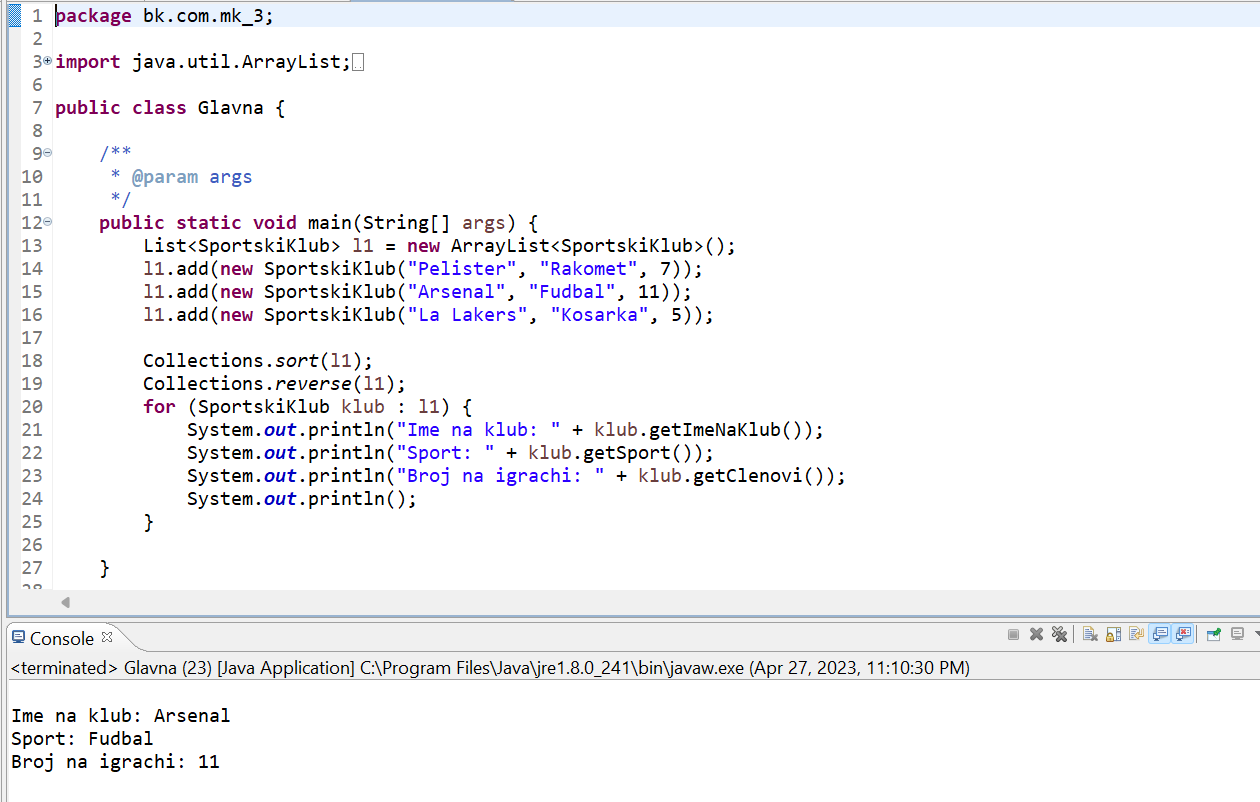 1 package bk.com.mk_3;
2
3 import java.util.ArrayList;
6
7 public class Glavna {
8
9 /**
10 * @param args
11 */
12 public static void main(String[] args) {
13 List<SportskiKlub> l1 = new ArrayList<SportskiKlub>();
14 l1.add(new SportskiKlub("Pelister", "Rakomet", 7));
15 l1.add(new SportskiKlub("Arsenal", "Fudbal", 11));
16 l1.add(new SportskiKlub("La Lakers", "Kosarka", 5));
17
18 Collections.sort(l1);
19 Collections.reverse(l1);
20 for (SportskiKlub klub : l1) {
21 System.out.println("Ime na klub: " + klub.getImeNaKlub());
22 System.out.println("Sport: " + klub.getSport());
23 System.out.println("Broj na igrachi: " + klub.getClenovi());
24 System.out.println();
25 }
26
27 }
Console
<terminated> Glavna (23) [Java Application] C:\Program Files\Java\jre1.8.0_241\bin\javaw.exe (Apr 27, 2023, 11:10:30 PM)
Ime na klub: Arsenal
Sport: Fudbal
Broj na igrachi: 11